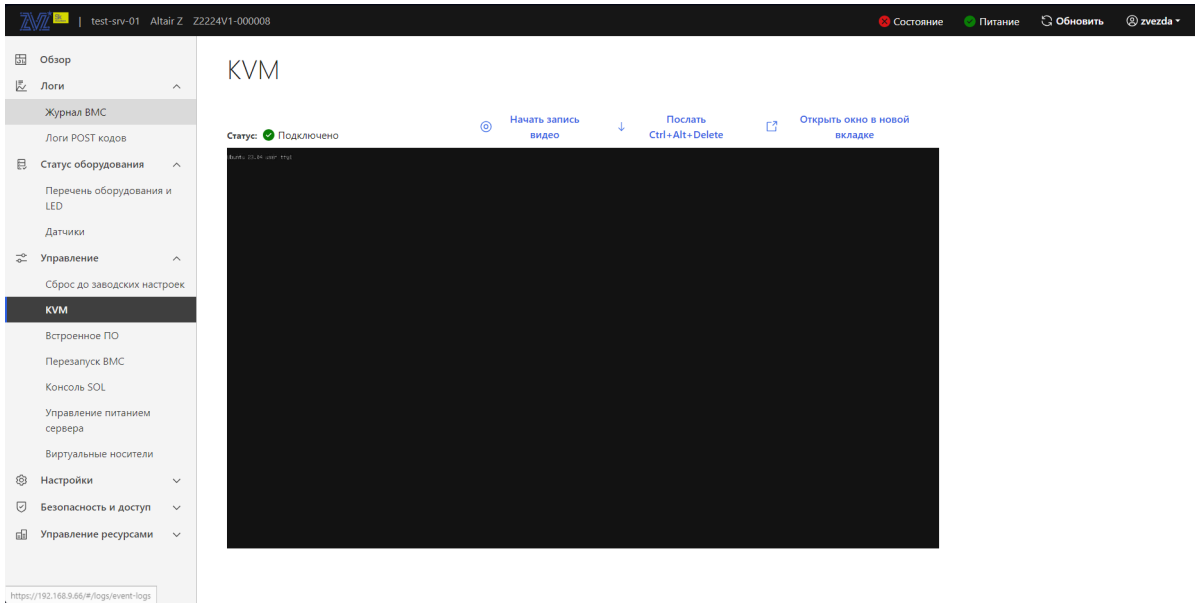 ZVZ | test-srv-01 Altair Z Z2224V1-000008
Состояние Питание Обновить zvezda
Обзор
Логи
Журнал BMC
Логи POST кодов
Статус оборудования
Перечень оборудования и
LED
Датчики
Управление
Сброс до заводских настроек
KVM
Встроенное ПО
Перезапуск BMC
Консоль SOL
Управление питанием
сервера
Виртуальные носители
Настройки
Безопасность и доступ
Управление ресурсами
https://192.168.9.66/#/logs/event-logs
KVM
Статус: Подключено
Начать запись
видео
Послать
Ctrl+Alt+Delete
Открыть окно в новой
вкладке